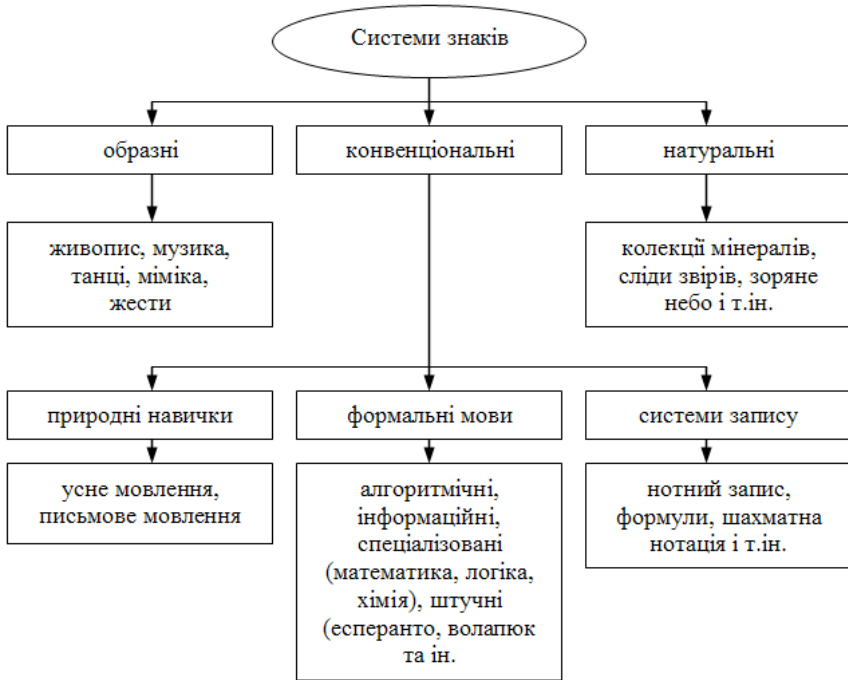 Системи знаків
образні
конвенціональні
натуральні
живопис, музика,
танці, міміка,
жести
колекції мінералів,
сліди звірів, зоряне
небо і т.ін.
природні навички
формальні мови
системи запису
усне мовлення,
письмове мовлення
алгоритмічні,
інформаційні,
спеціалізовані
(математика, логіка,
хімія), штучні
(есперанто, волапюк
та ін.
нотний запис,
формули, шахматна
нотація і т.ін.